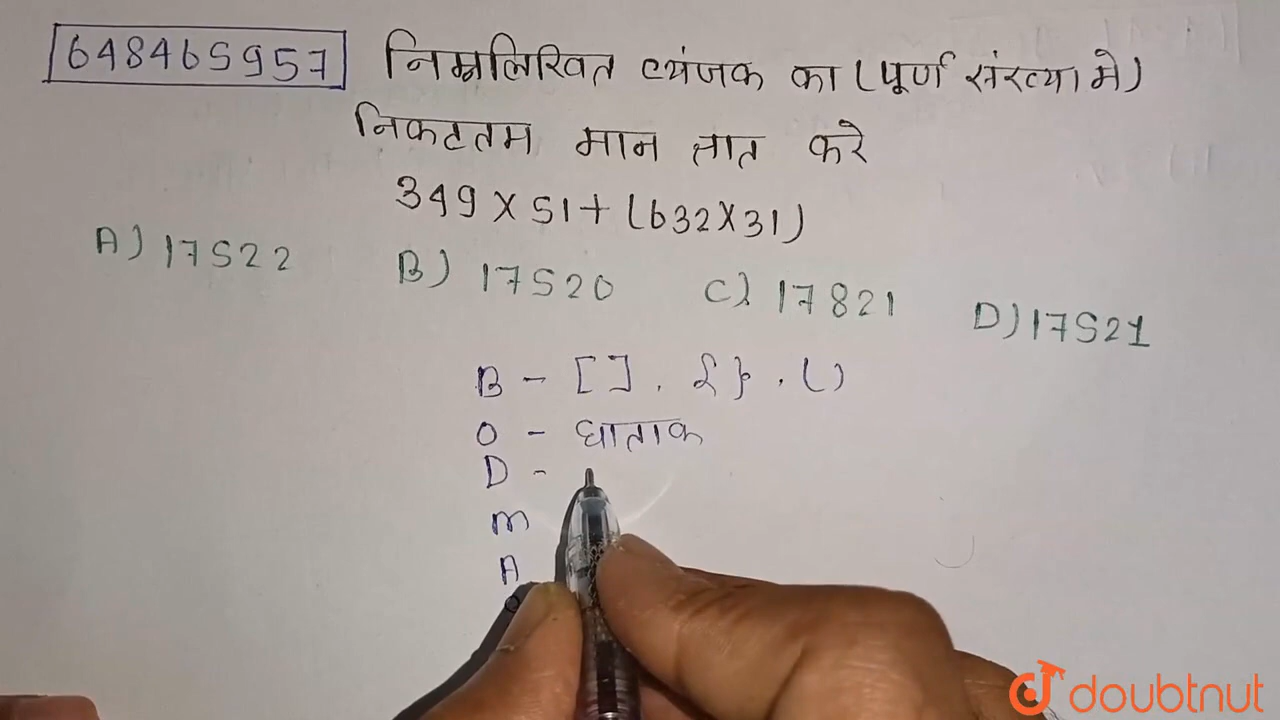 648465957 निम्नलिखित व्यंजक का (पूर्ण संख्या मे)
निकटतम मान ज्ञात करे
349 × 51 + (632 × 31)
A) 17522 B) 17520 C) 17821 D) 17521
B - [ ] . { } . ( )
O - घाताक
D -
m
A
doubtnut